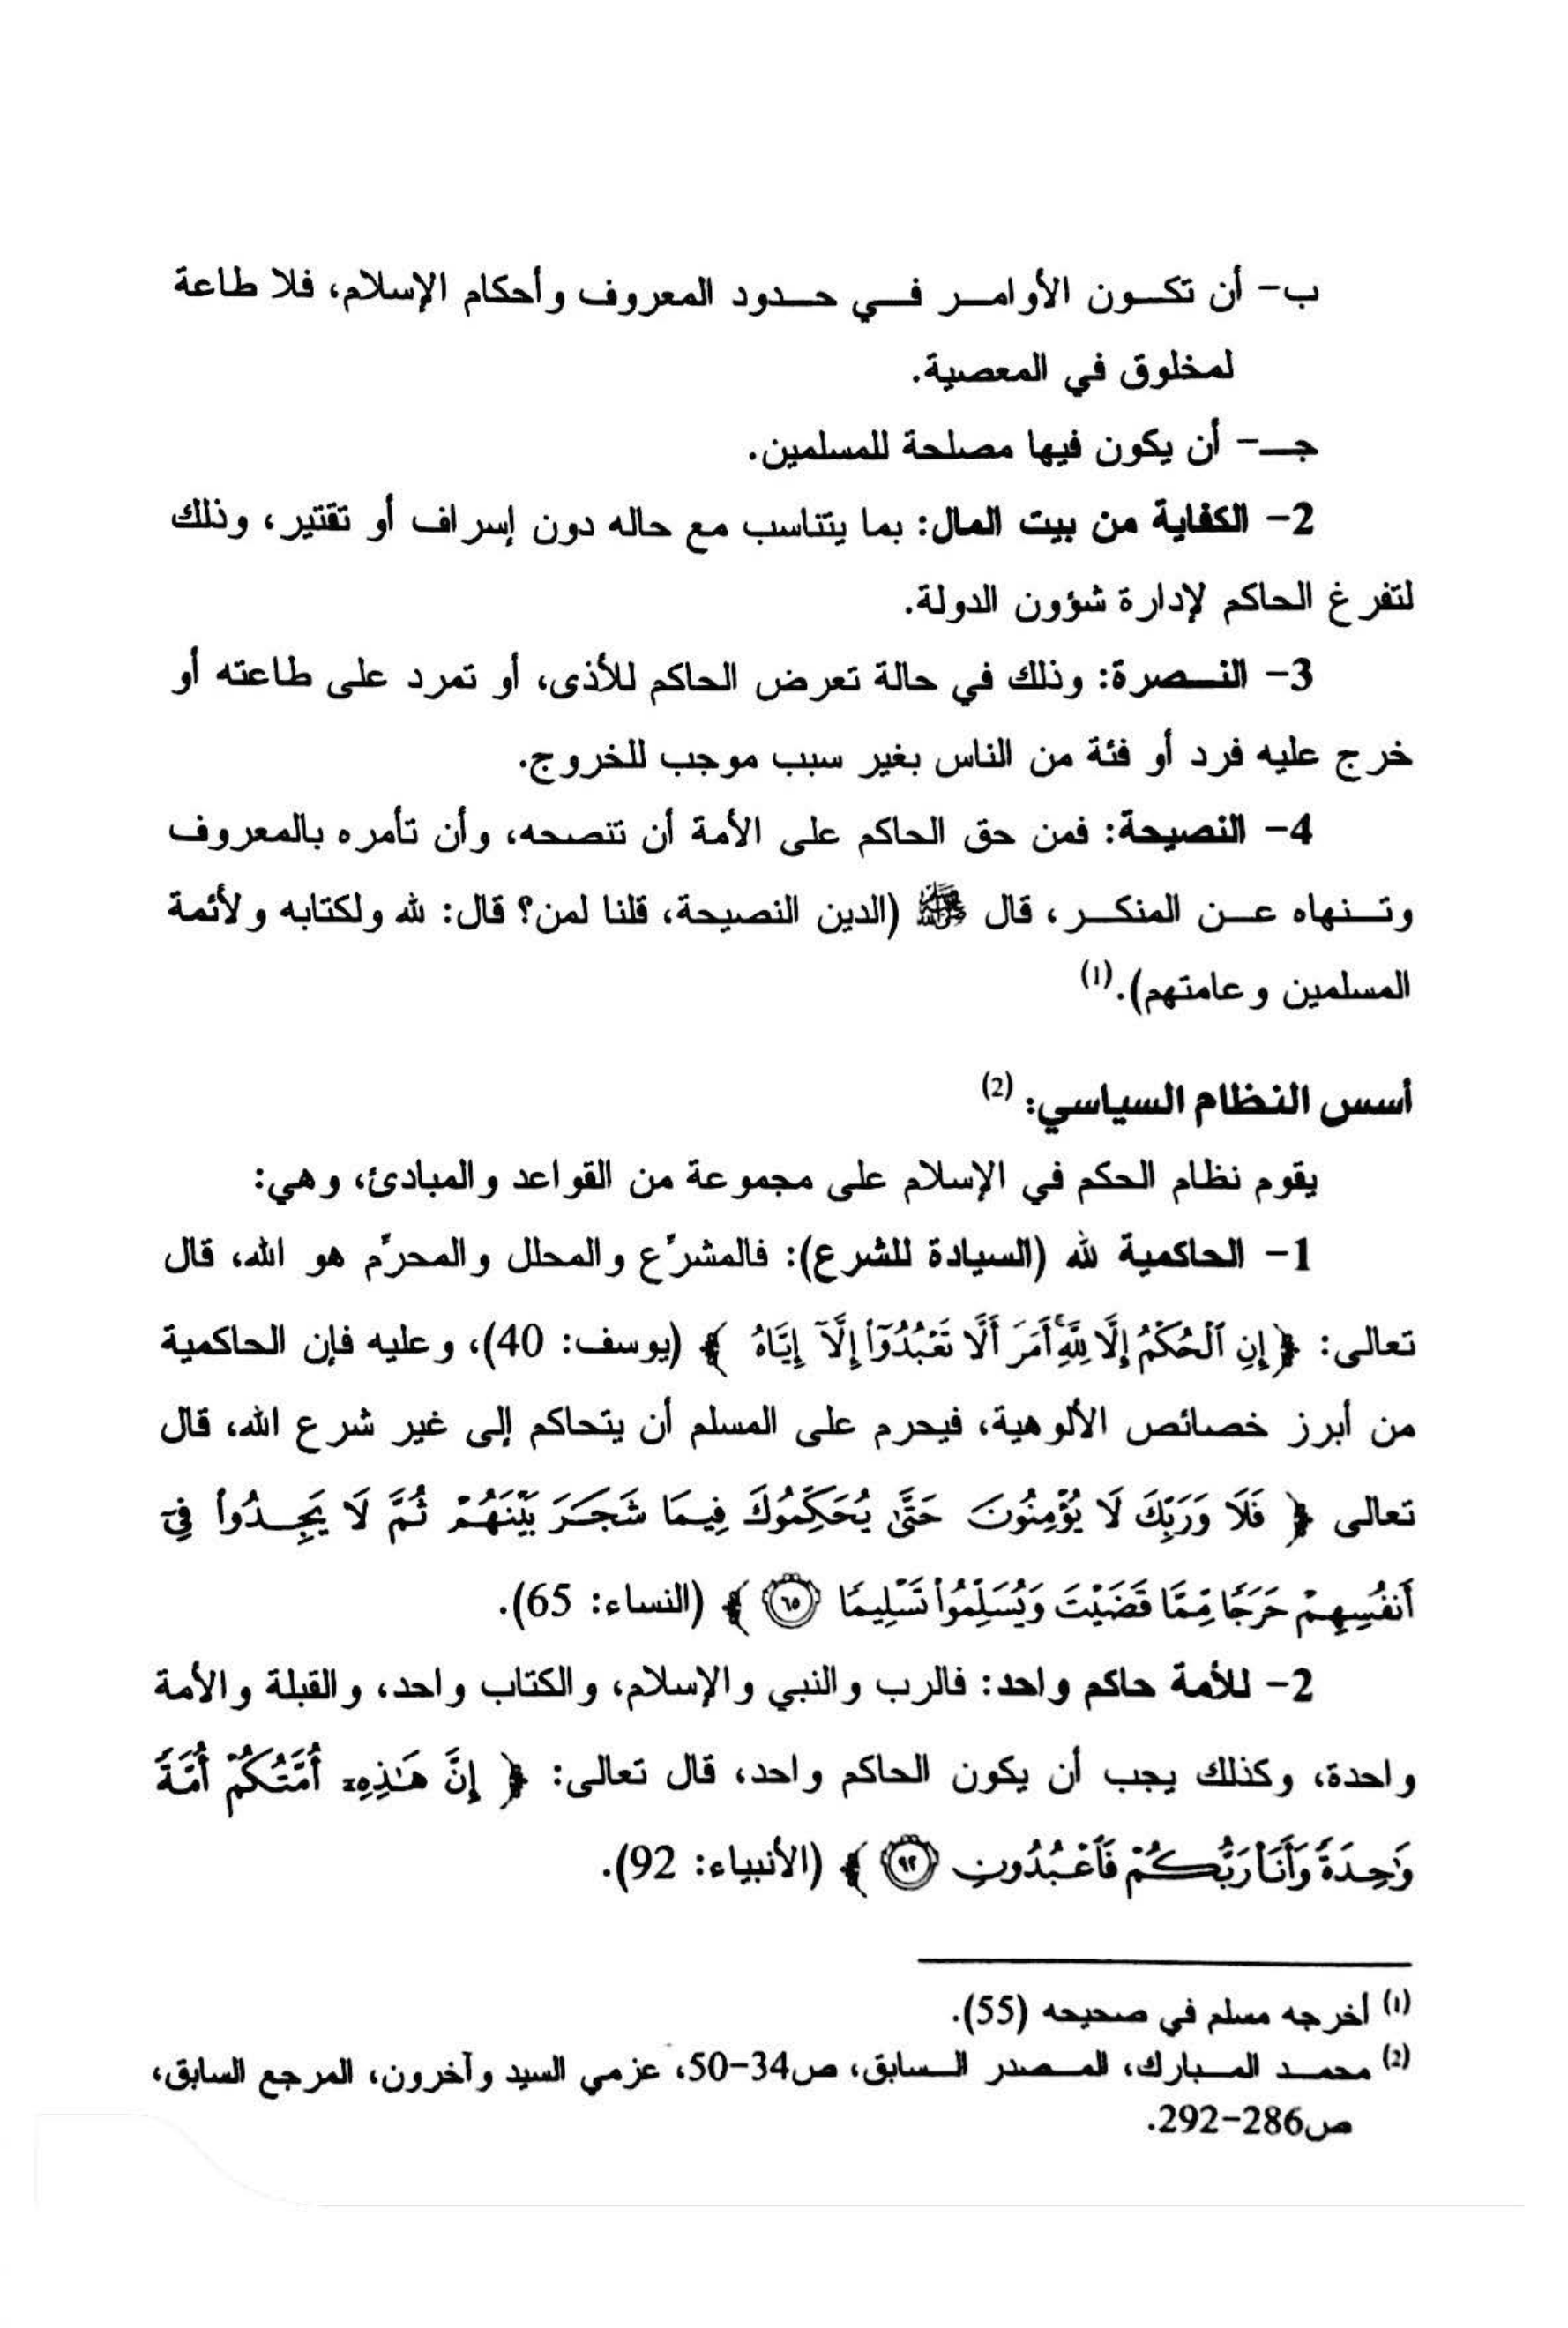 ب- أن تكون الأوامر في حدود المعروف وأحكام الإسلام، فلا طاعة
لمخلوق في المعصية.
جـ- أن يكون فيها مصلحة للمسلمين.
2- الكفاية من بيت المال: بما يتناسب مع حاله دون إسراف أو تقتير، وذلك
لتفرغ الحاكم لإدارة شؤون الدولة.
3- النصرة: وذلك في حالة تعرض الحاكم للأذى، أو تمرد على طاعته أو
خرج عليه فرد أو فئة من الناس بغير سبب موجب للخروج.
4- النصيحة: فمن حق الحاكم على الأمة أن تنصحه، وأن تأمره بالمعروف
وتنهاه عن المنكر، قال ﷺ (الدين النصيحة، قلنا لمن؟ قال: لله ولكتابه ولأئمة
المسلمين وعامتهم).(1)
أسس النظام السياسي: (2)
يقوم نظام الحكم في الإسلام على مجموعة من القواعد والمبادئ، وهي:
1- الحاكمية لله (السيادة للشرع): فالمشرِّع والمحلل والمحرِّم هو الله، قال
تعالى: ﴿إِنِ ٱلْحُكْمُ إِلَّا لِلَّهِ ۚ أَمَرَ أَلَّا تَعْبُدُوٓا۟ إِلَّآ إِيَّاهُ ﴾ (يوسف: 40)، وعليه فإن الحاكمية
من أبرز خصائص الألوهية، فيحرم على المسلم أن يتحاكم إلى غير شرع الله، قال
تعالى ﴿ فَلَا وَرَبِّكَ لَا يُؤْمِنُونَ حَتَّىٰ يُحَكِّمُوكَ فِيمَا شَجَرَ بَيْنَهُمْ ثُمَّ لَا يَجِدُوا۟ فِىٓ
أَنفُسِهِمْ حَرَجًا مِّمَّا قَضَيْتَ وَيُسَلِّمُوا۟ تَسْلِيمًا ٦٥ ﴾ (النساء: 65).
2- للأمة حاكم واحد: فالرب والنبي والإسلام، والكتاب واحد، والقبلة والأمة
واحدة، وكذلك يجب أن يكون الحاكم واحد، قال تعالى: ﴿ إِنَّ هَـٰذِهِۦٓ أُمَّتُكُمْ أُمَّةً
وَٰحِدَةً وَأَنَا۠ رَبُّكُمْ فَٱعْبُدُونِ ٩٢ ﴾ (الأنبياء: 92).
(1) أخرجه مسلم في صحيحه (55).
(2) محمد المبارك، المصدر السابق، ص34-50، عزمي السيد وآخرون، المرجع السابق،
ص286-292.